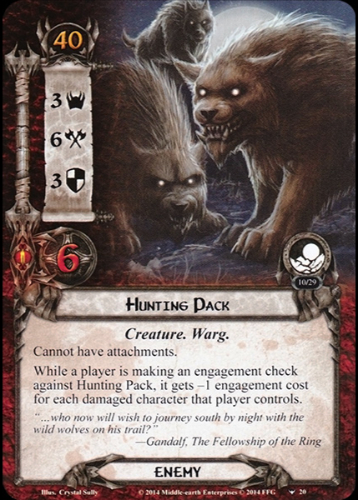 40
3
6
3
6
10/29
HUNTING PACK
Creature. Warg.
Cannot have attachments.
While a player is making an engagement check
against Hunting Pack, it gets –1 engagement cost
for each damaged character that player controls.
“...who now will wish to journey south by night with the
wild wolves on his trail?”
—Gandalf, The Fellowship of the Ring
ENEMY
Illus. Crystal Sully
© 2014 Middle-earth Enterprises © 2014 FFG
20